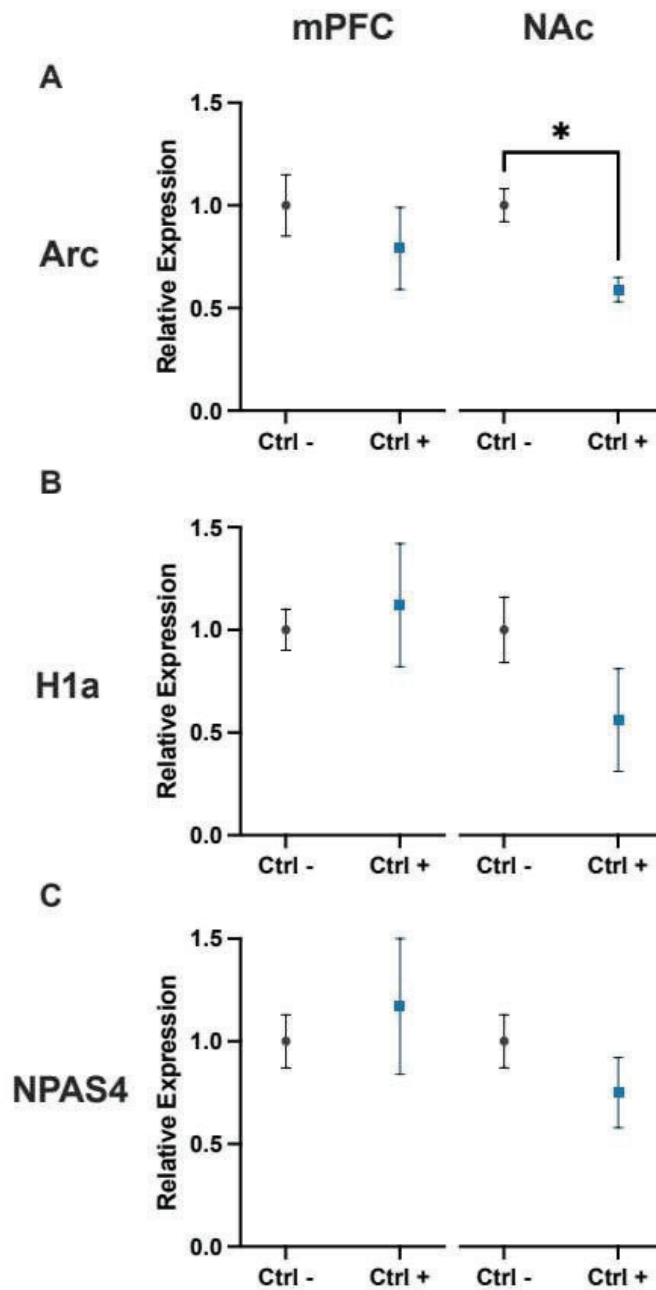 mPFC NAc
A
Arc
Relative Expression
1.5
1.0
0.5
0.0
*
Ctrl - Ctrl + Ctrl - Ctrl +
B
H1a
Relative Expression
1.5
1.0
0.5
0.0
Ctrl - Ctrl + Ctrl - Ctrl +
C
NPAS4
Relative Expression
1.5
1.0
0.5
0.0
Ctrl - Ctrl + Ctrl - Ctrl +